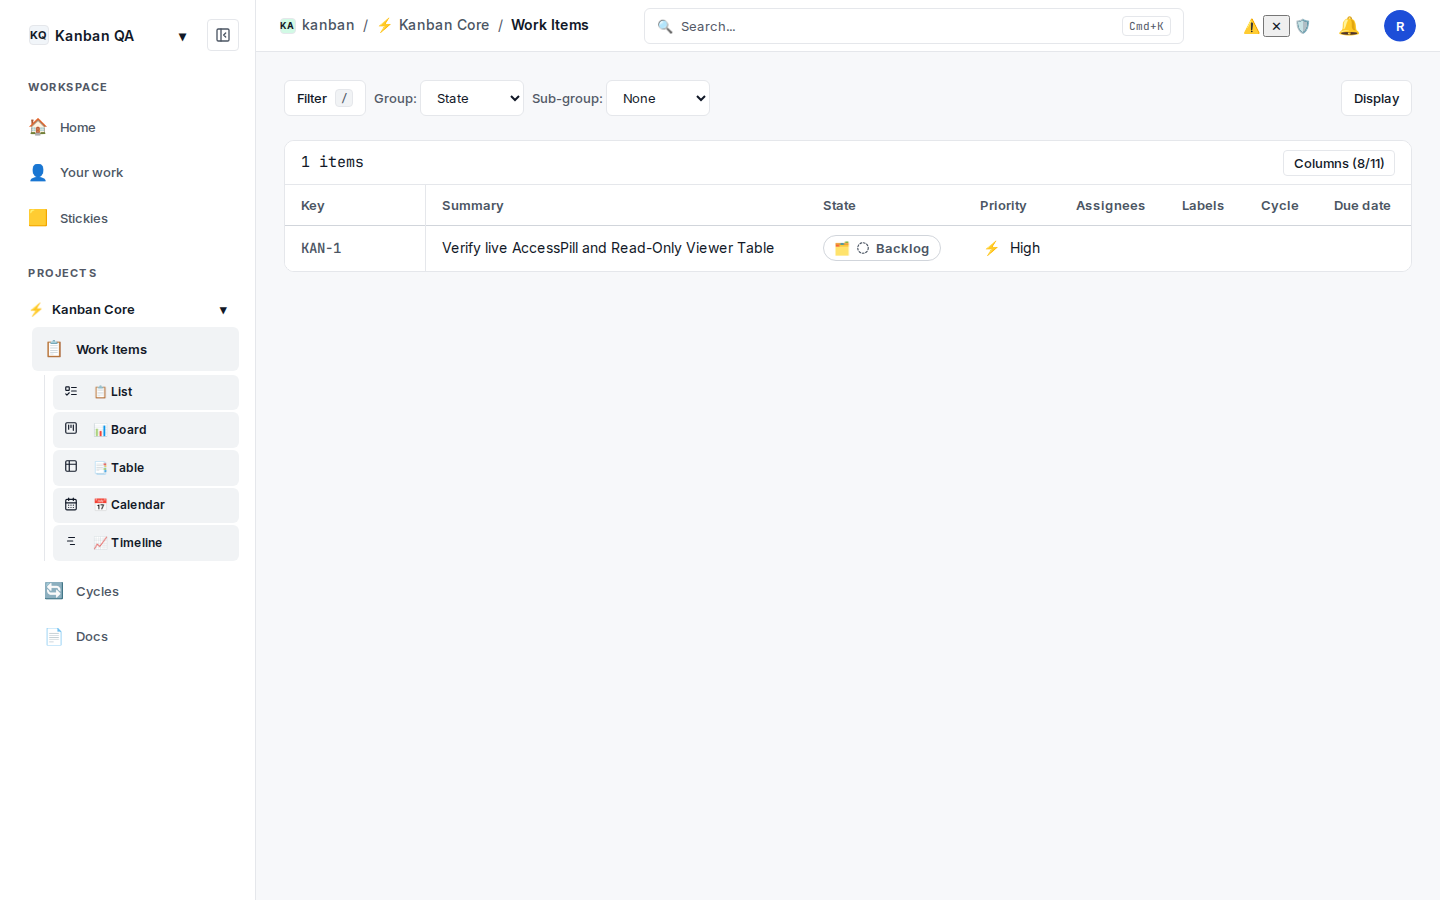 KQ Kanban QA ▼
WORKSPACE
🏠 Home
👤 Your work
🟨 Stickies
PROJECTS
⚡ Kanban Core ▼
📋 Work Items
📋 List
📊 Board
📑 Table
📅 Calendar
📈 Timeline
🔄 Cycles
📄 Docs
KA kanban / ⚡ Kanban Core / Work Items
🔍 Search... Cmd+K
⚠️ ✕ 🛡️ 🔔 R
Filter / Group: State Sub-group: None Display
1 items Columns (8/11)
Key Summary State Priority Assignees Labels Cycle Due date
KAN-1 Verify live AccessPill and Read-Only Viewer Table 🗂️ Backlog ⚡ High